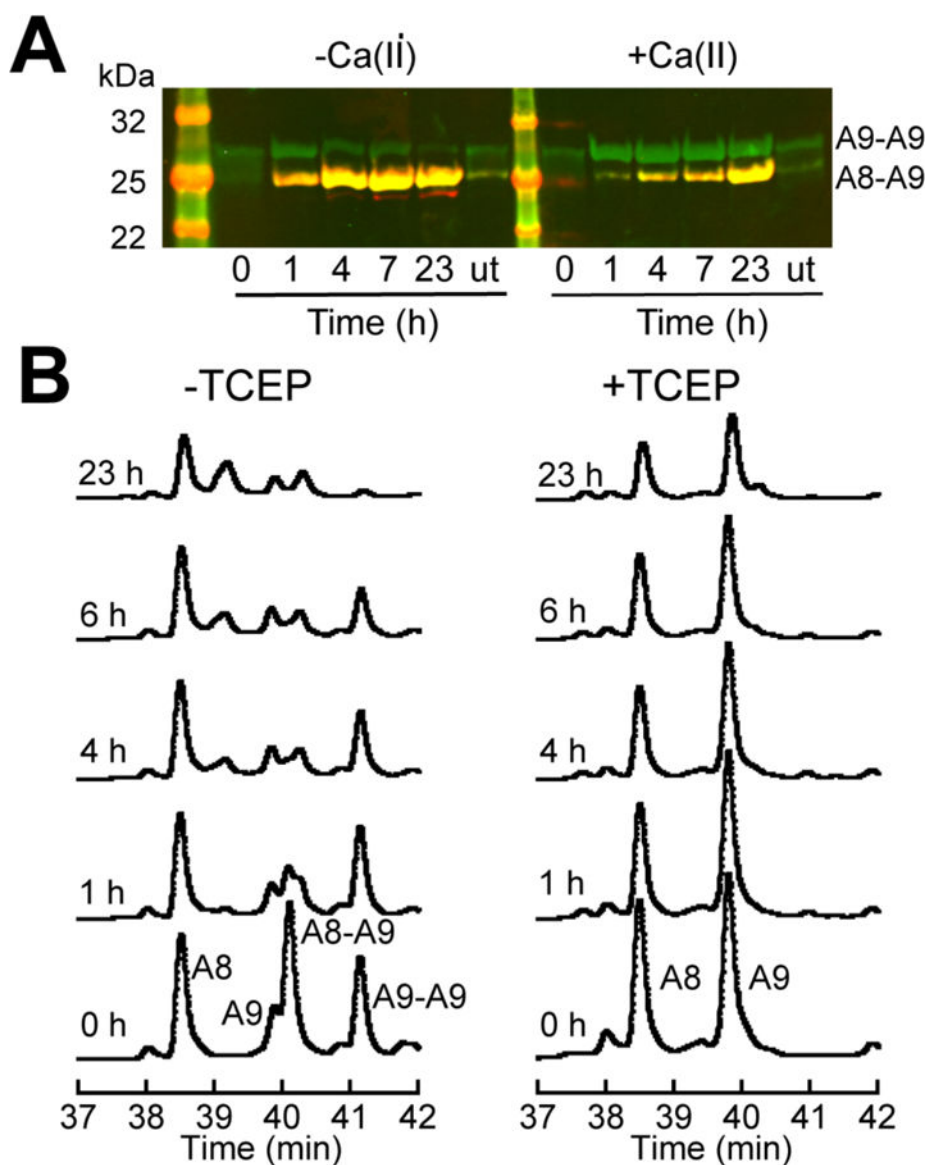 A
-Ca(II)
+Ca(II)
kDa
32
25
22
A9-A9
A8-A9
0 1 4 7 23 ut
0 1 4 7 23 ut
Time (h)
Time (h)
B
-TCEP
+TCEP
23 h
23 h
6 h
6 h
4 h
4 h
1 h
1 h
A8
A9
A8-A9
A9-A9
0 h
A8
A9
0 h
37 38 39 40 41 42
37 38 39 40 41 42
Time (min)
Time (min)